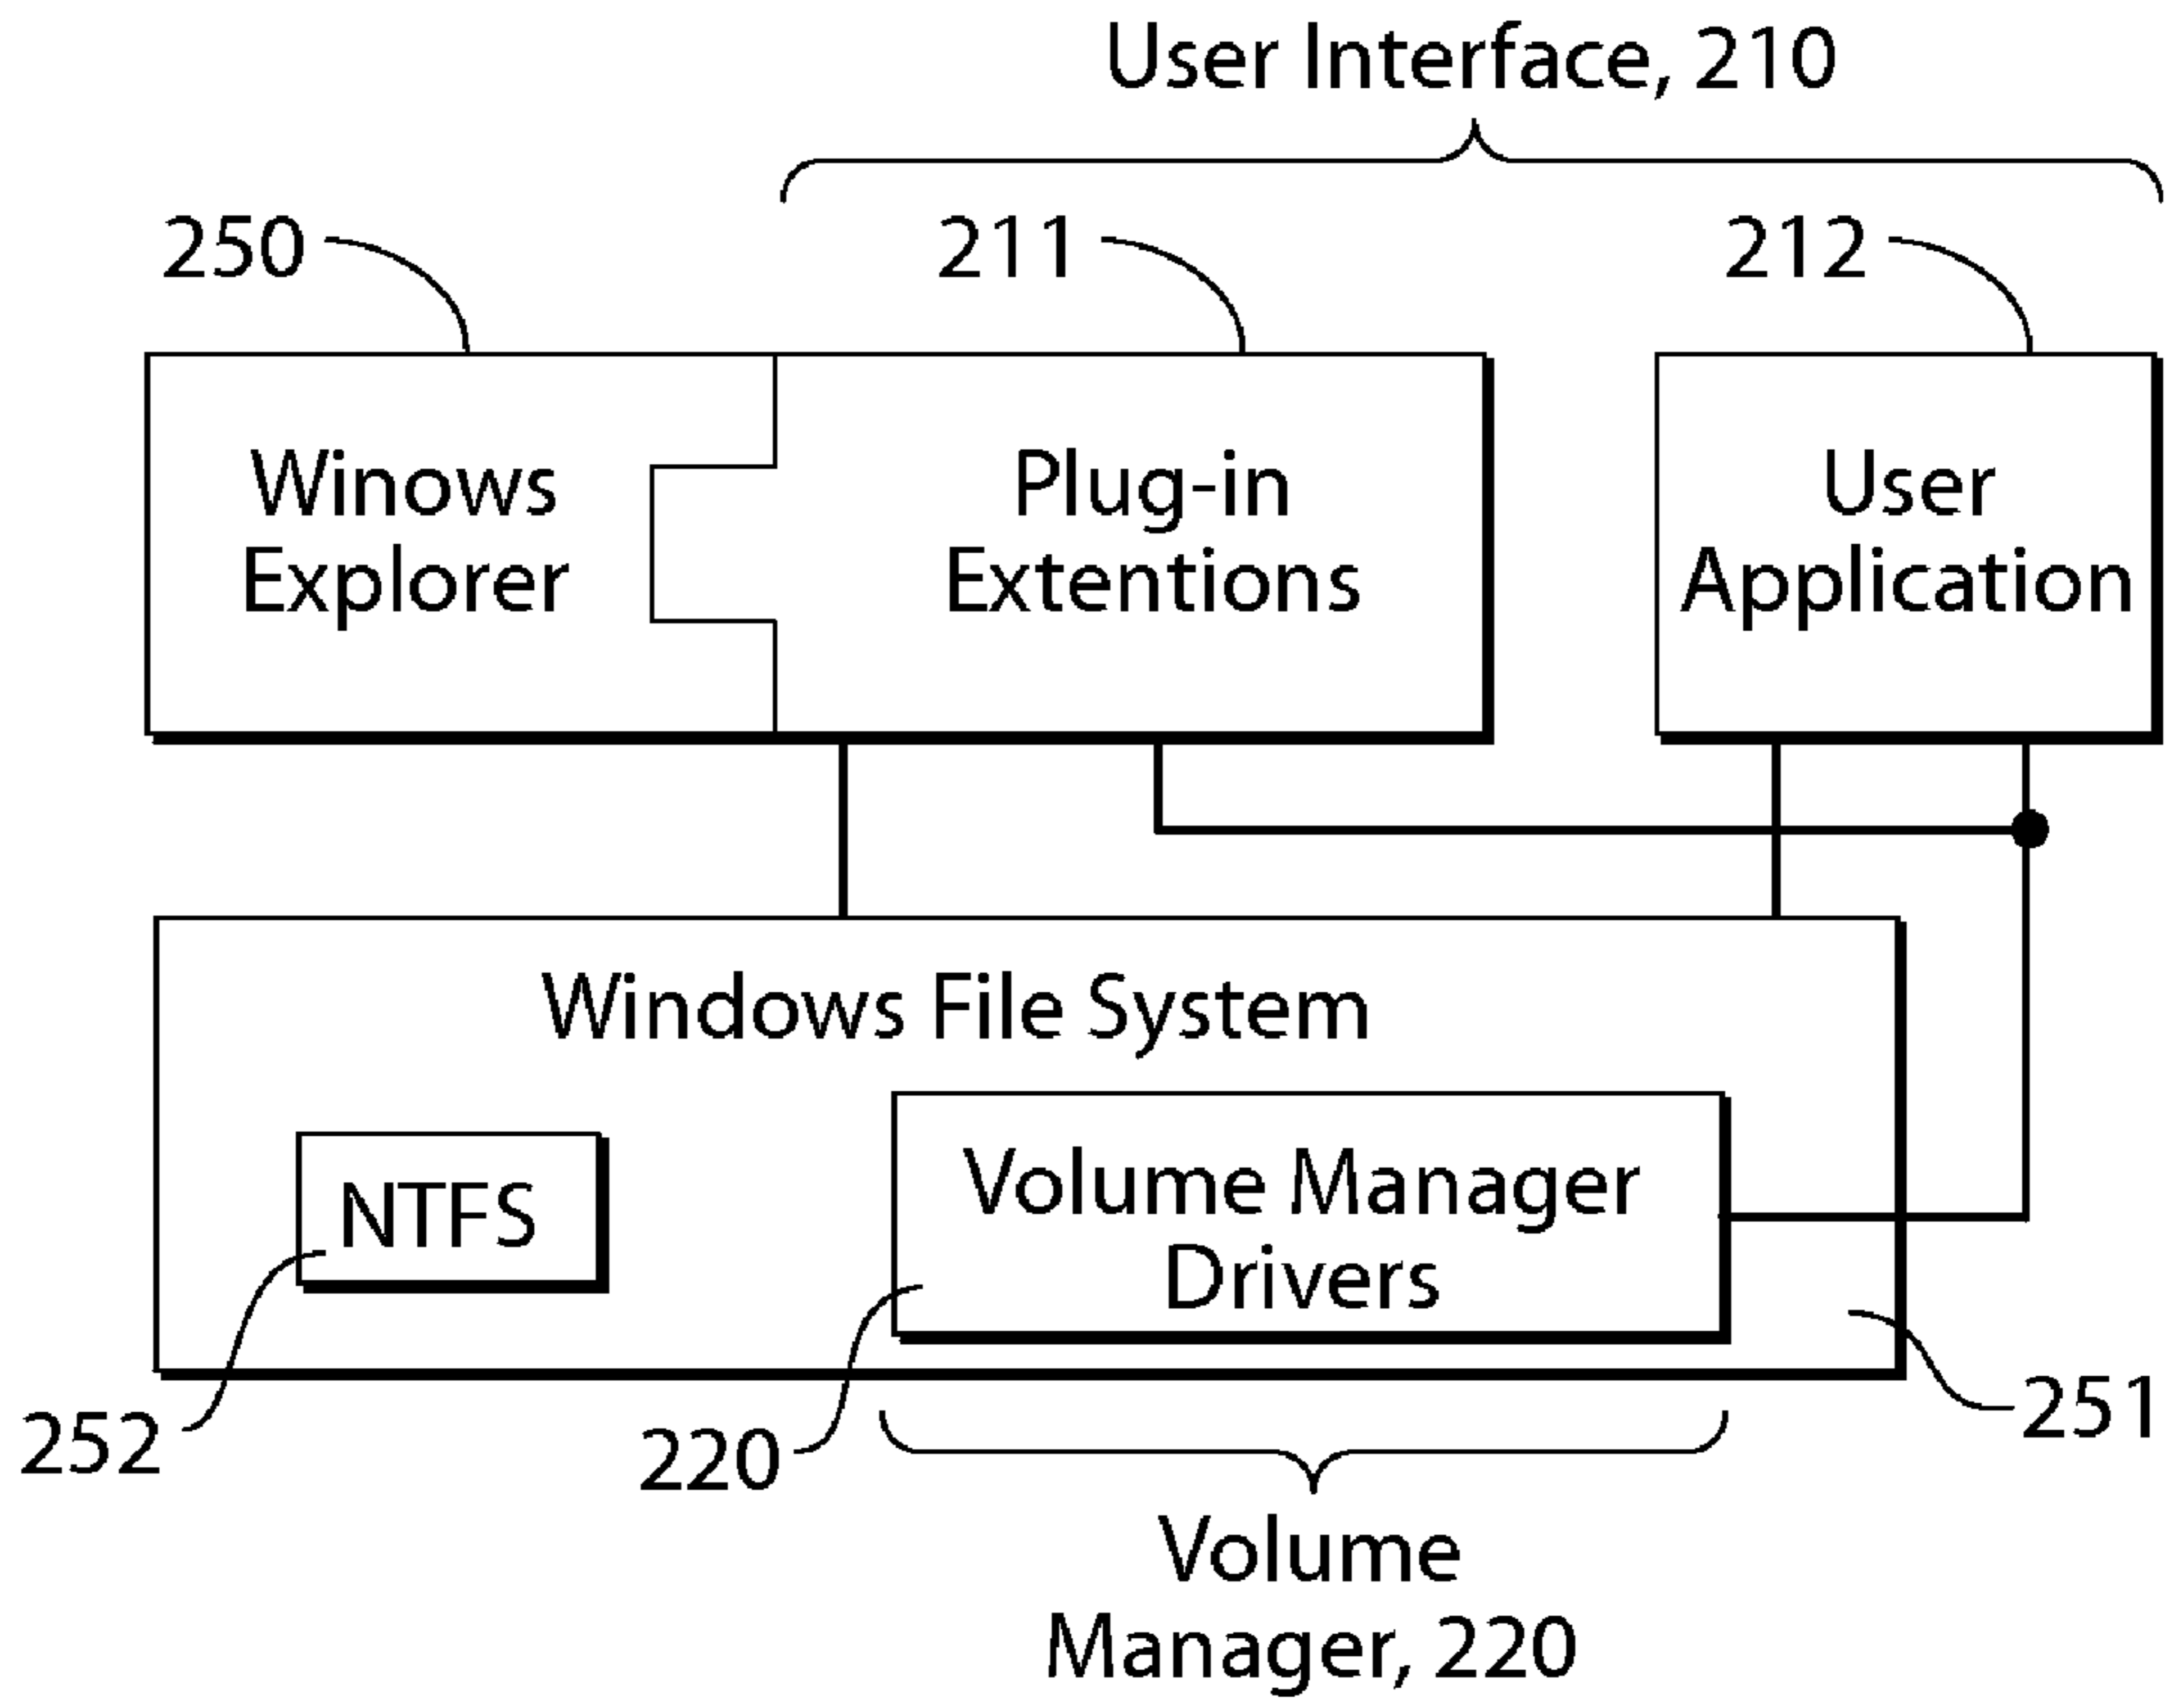 User Interface, 210
250
211
212
Winows
Explorer
Plug-in
Extentions
User
Application
Windows File System
NTFS
Volume Manager
Drivers
252
220
251
Volume
Manager, 220